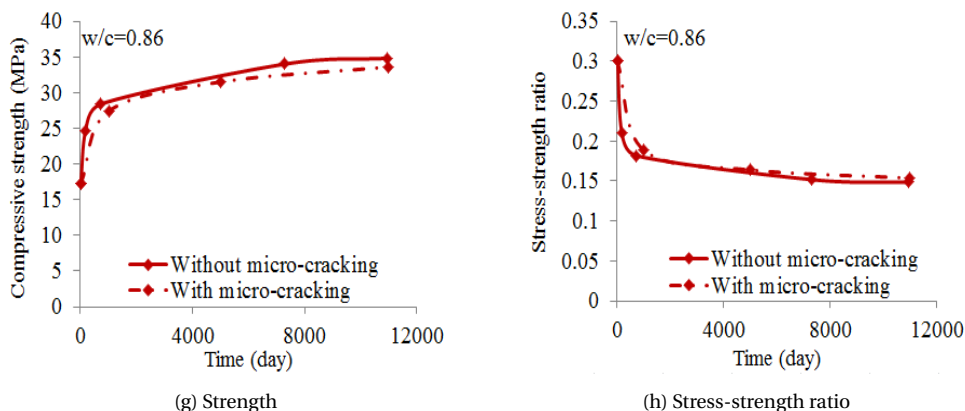 40
35
30
25
20
15
10
5
0
Compressive strength (MPa)
w/c=0.86
Without micro-cracking
With micro-cracking
0 4000 8000 12000
Time (day)
(g) Strength
0.35
0.3
0.25
0.2
0.15
0.1
0.05
0
Stress-strength ratio
w/c=0.86
Without micro-cracking
With micro-cracking
0 4000 8000 12000
Time (day)
(h) Stress-strength ratio